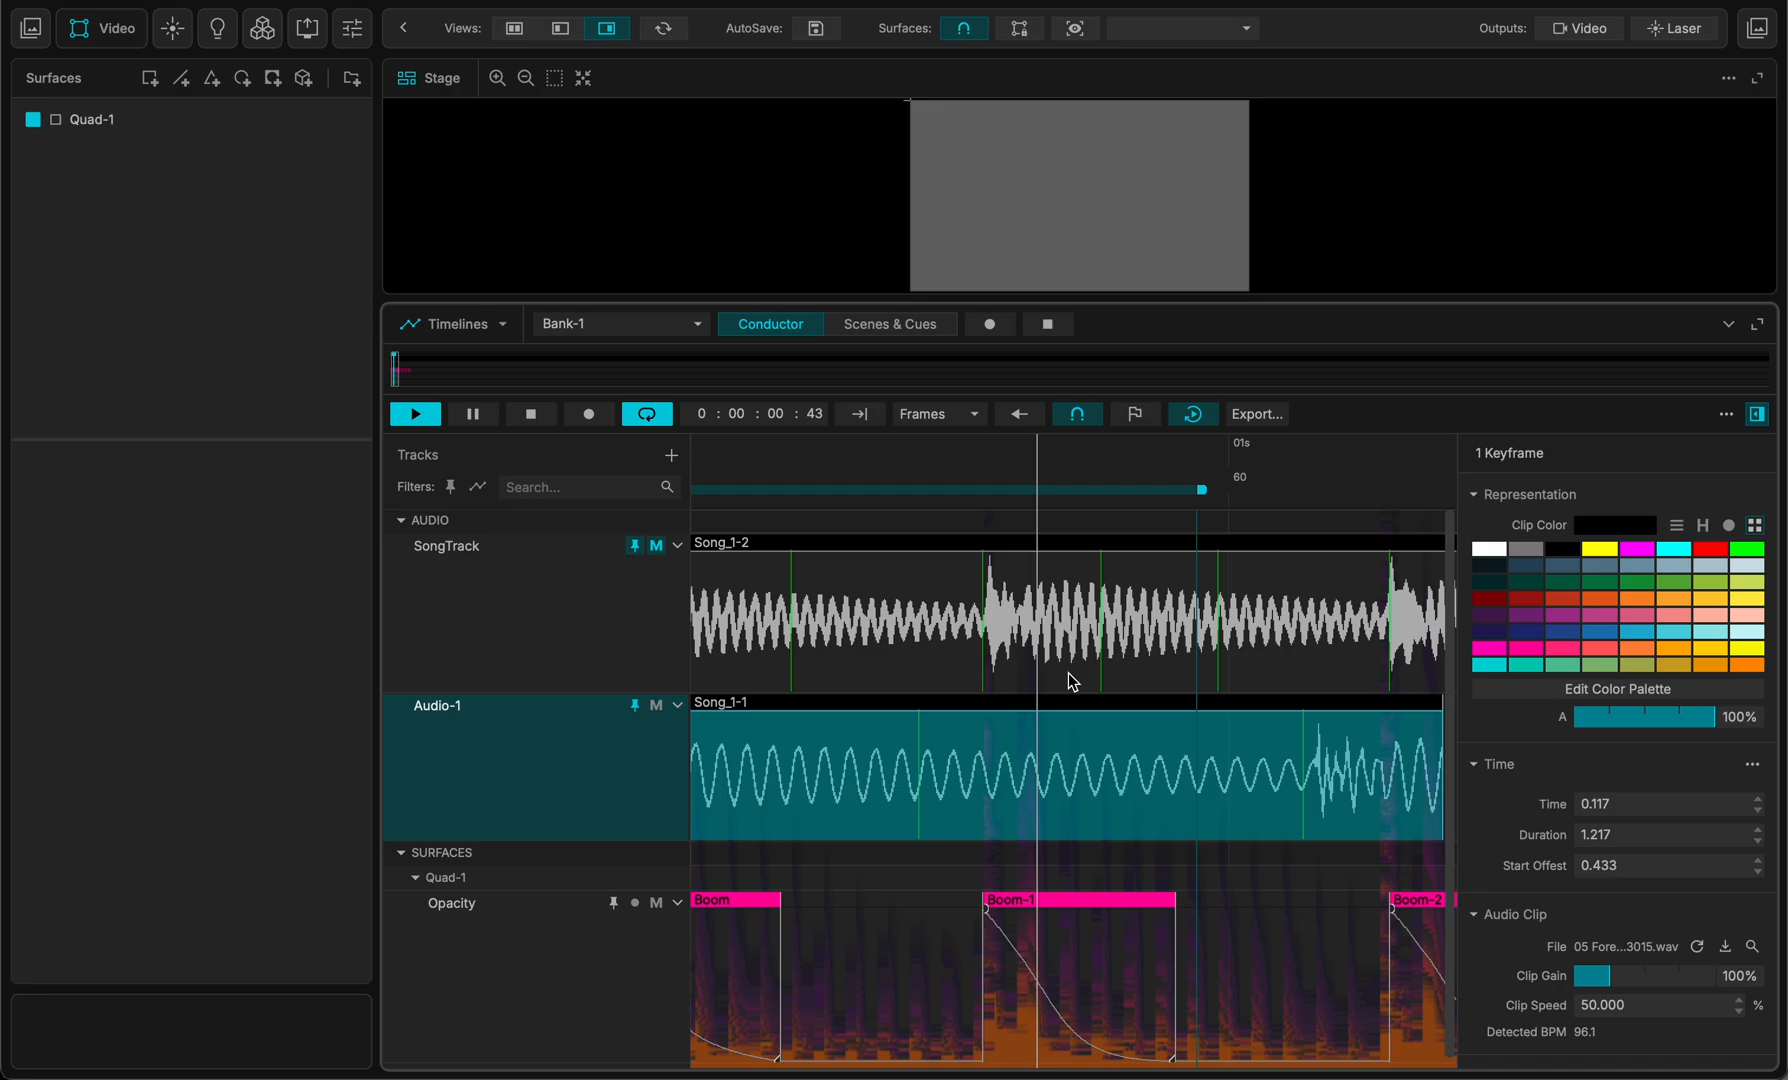 Video
Views:
AutoSave:
Surfaces:
Outputs:
Video
Laser
Surfaces
Stage
Quad-1
Timelines
Bank-1
Conductor
Scenes & Cues
0 : 00 : 00 : 43
Frames
Export...
Tracks
01s
1 Keyframe
Filters:
Search...
60
Representation
AUDIO
Clip Color
H
SongTrack
M
Song_1-2
Edit Color Palette
A
100%
Audio-1
M
Song_1-1
Time
Time 0.117
Duration 1.217
Start Offest 0.433
SURFACES
Quad-1
Opacity
M
Boom
Boom-1
Boom-2
Audio Clip
File 05 Fore...3015.wav
Clip Gain 100%
Clip Speed 50.000 %
Detected BPM 96.1